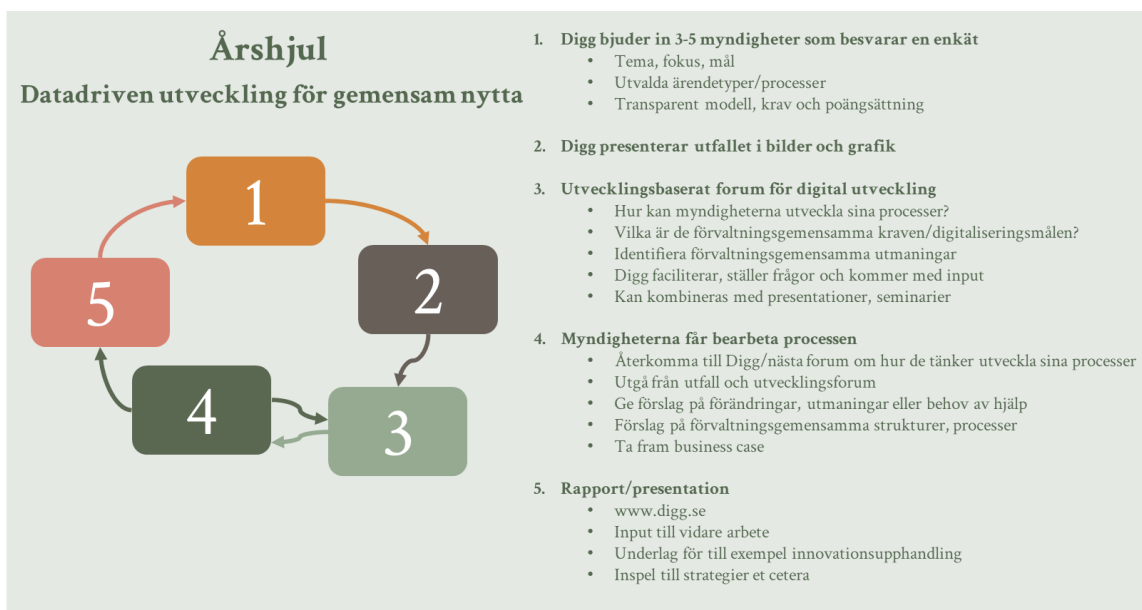 Årshjul
Datadriven utveckling för gemensam nytta
1
2
3
4
5
1. Digg bjuder in 3-5 myndigheter som besvarar en enkät
• Tema, fokus, mål
• Utvalda ärendetyper/processer
• Transparent modell, krav och poängsättning
2. Digg presenterar utfallet i bilder och grafik
3. Utvecklingsbaserat forum för digital utveckling
• Hur kan myndigheterna utveckla sina processer?
• Vilka är de förvaltningsgemensamma kraven/digitaliseringsmålen?
• Identifiera förvaltningsgemensamma utmaningar
• Digg faciliterar, ställer frågor och kommer med input
• Kan kombineras med presentationer, seminarier
4. Myndigheterna får bearbeta processen
• Återkomma till Digg/nästa forum om hur de tänker utveckla sina processer
• Utgå från utfall och utvecklingsforum
• Ge förslag på förändringar, utmaningar eller behov av hjälp
• Förslag på förvaltningsgemensamma strukturer, processer
• Ta fram business case
5. Rapport/presentation
• www.digg.se
• Input till vidare arbete
• Underlag för till exempel innovationsupphandling
• Inspel till strategier et cetera